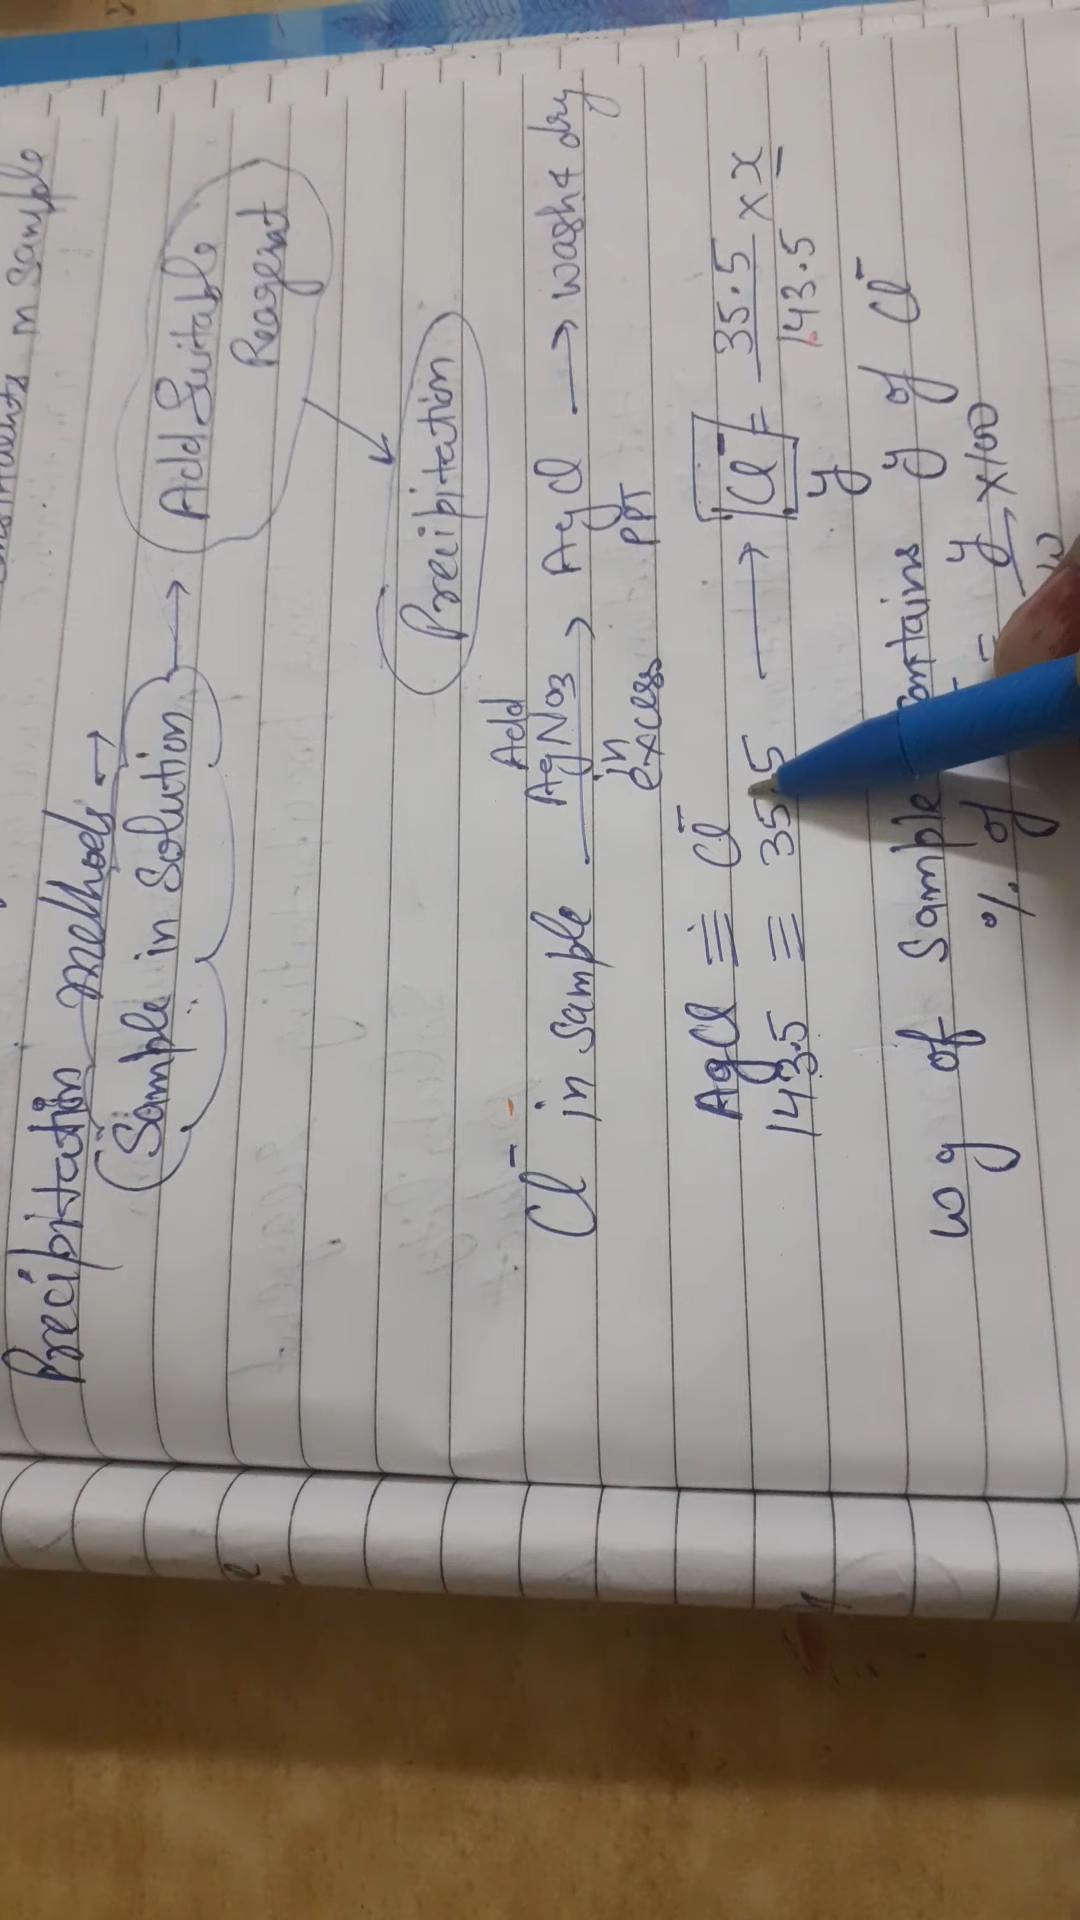 m sample
Precipitation methods →
(Sample in Solution) → Add Suitable
Reagent
Precipitation
Cl⁻ in sample Add AgNO3 in excess → AgCl PPT → wash & dry
AgCl ≡ Cl⁻
143.5 ≡ 35.5 → [Cl⁻] = 35.5/143.5 × x
y
w g of sample contains y g of Cl⁻
% of = y/w × 100